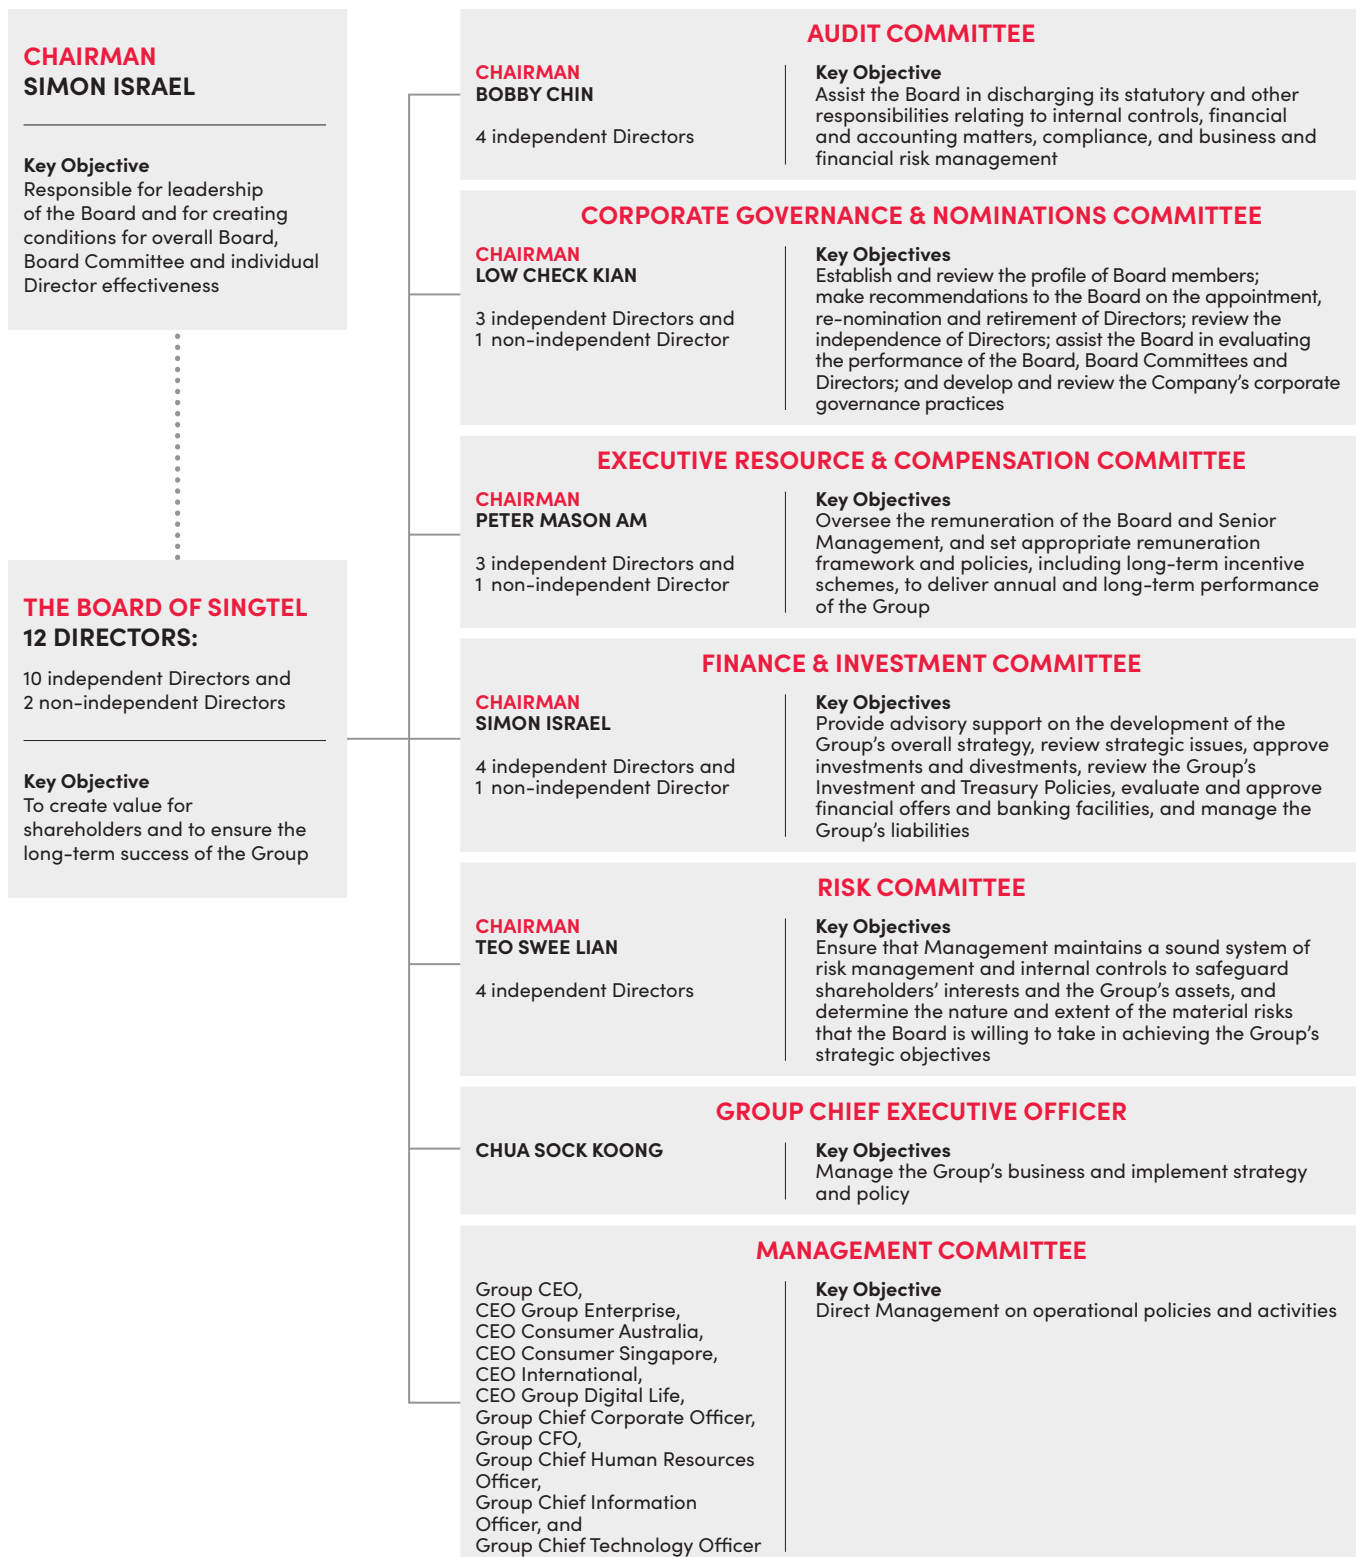 CHAIRMAN
SIMON ISRAEL
Key Objective
Responsible for leadership
of the Board and for creating
conditions for overall Board,
Board Committee and individual
Director effectiveness
THE BOARD OF SINGTEL
12 DIRECTORS:
10 independent Directors and
2 non-independent Directors
Key Objective
To create value for
shareholders and to ensure the
long-term success of the Group
AUDIT COMMITTEE
CHAIRMAN
BOBBY CHIN
4 independent Directors
Key Objective
Assist the Board in discharging its statutory and other
responsibilities relating to internal controls, financial
and accounting matters, compliance, and business and
financial risk management
CORPORATE GOVERNANCE & NOMINATIONS COMMITTEE
CHAIRMAN
LOW CHECK KIAN
3 independent Directors and
1 non-independent Director
Key Objectives
Establish and review the profile of Board members;
make recommendations to the Board on the appointment,
re-nomination and retirement of Directors; review the
independence of Directors; assist the Board in evaluating
the performance of the Board, Board Committees and
Directors; and develop and review the Company's corporate
governance practices
EXECUTIVE RESOURCE & COMPENSATION COMMITTEE
CHAIRMAN
PETER MASON AM
3 independent Directors and
1 non-independent Director
Key Objectives
Oversee the remuneration of the Board and Senior
Management, and set appropriate remuneration
framework and policies, including long-term incentive
schemes, to deliver annual and long-term performance
of the Group
FINANCE & INVESTMENT COMMITTEE
CHAIRMAN
SIMON ISRAEL
4 independent Directors and
1 non-independent Director
Key Objectives
Provide advisory support on the development of the
Group's overall strategy, review strategic issues, approve
investments and divestments, review the Group's
Investment and Treasury Policies, evaluate and approve
financial offers and banking facilities, and manage the
Group's liabilities
RISK COMMITTEE
CHAIRMAN
TEO SWEE LIAN
4 independent Directors
Key Objectives
Ensure that Management maintains a sound system of
risk management and internal controls to safeguard
shareholders' interests and the Group's assets, and
determine the nature and extent of the material risks
that the Board is willing to take in achieving the Group's
strategic objectives
GROUP CHIEF EXECUTIVE OFFICER
CHUA SOCK KOONG
Key Objectives
Manage the Group's business and implement strategy
and policy
MANAGEMENT COMMITTEE
Group CEO,
CEO Group Enterprise,
CEO Consumer Australia,
CEO Consumer Singapore,
CEO International,
CEO Group Digital Life,
Group Chief Corporate Officer,
Group CFO,
Group Chief Human Resources
Officer,
Group Chief Information
Officer, and
Group Chief Technology Officer
Key Objective
Direct Management on operational policies and activities